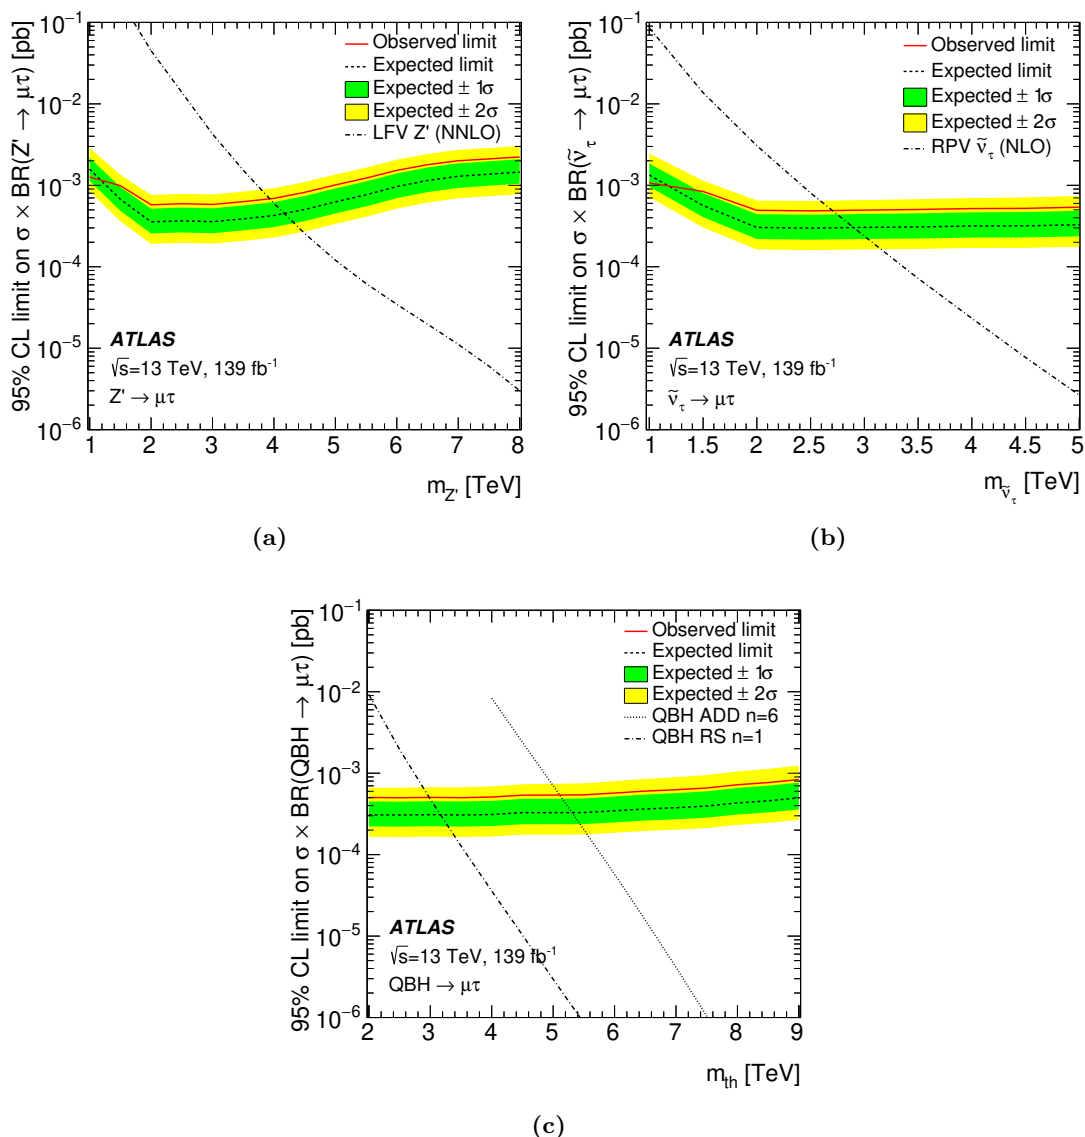 95% CL limit on σ × BR(Z' → μτ) [pb]
10⁻¹
10⁻²
10⁻³
10⁻⁴
10⁻⁵
10⁻⁶
Observed limit
Expected limit
Expected ± 1σ
Expected ± 2σ
LFV Z' (NNLO)
ATLAS
√s=13 TeV, 139 fb⁻¹
Z' → μτ
1 2 3 4 5 6 7 8
m_Z' [TeV]
(a)
95% CL limit on σ × BR(ν̃_τ → μτ) [pb]
10⁻¹
10⁻²
10⁻³
10⁻⁴
10⁻⁵
10⁻⁶
Observed limit
Expected limit
Expected ± 1σ
Expected ± 2σ
RPV ν̃_τ (NLO)
ATLAS
√s=13 TeV, 139 fb⁻¹
ν̃_τ → μτ
1 1.5 2 2.5 3 3.5 4 4.5 5
m_ν̃_τ [TeV]
(b)
95% CL limit on σ × BR(QBH → μτ) [pb]
10⁻¹
10⁻²
10⁻³
10⁻⁴
10⁻⁵
10⁻⁶
Observed limit
Expected limit
Expected ± 1σ
Expected ± 2σ
QBH ADD n=6
QBH RS n=1
ATLAS
√s=13 TeV, 139 fb⁻¹
QBH → μτ
2 3 4 5 6 7 8 9
m_th [TeV]
(c)